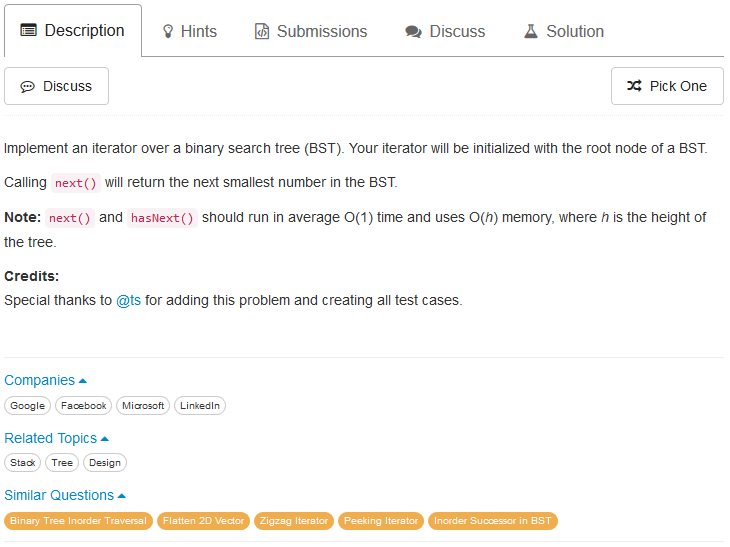 Description Hints Submissions Discuss Solution
Discuss Pick One
Implement an iterator over a binary search tree (BST). Your iterator will be initialized with the root node of a BST.
Calling next() will return the next smallest number in the BST.
Note: next() and hasNext() should run in average O(1) time and uses O(h) memory, where h is the height of
the tree.
Credits:
Special thanks to @ts for adding this problem and creating all test cases.
Companies
Google Facebook Microsoft LinkedIn
Related Topics
Stack Tree Design
Similar Questions
Binary Tree Inorder Traversal Flatten 2D Vector Zigzag Iterator Peeking Iterator Inorder Successor in BST